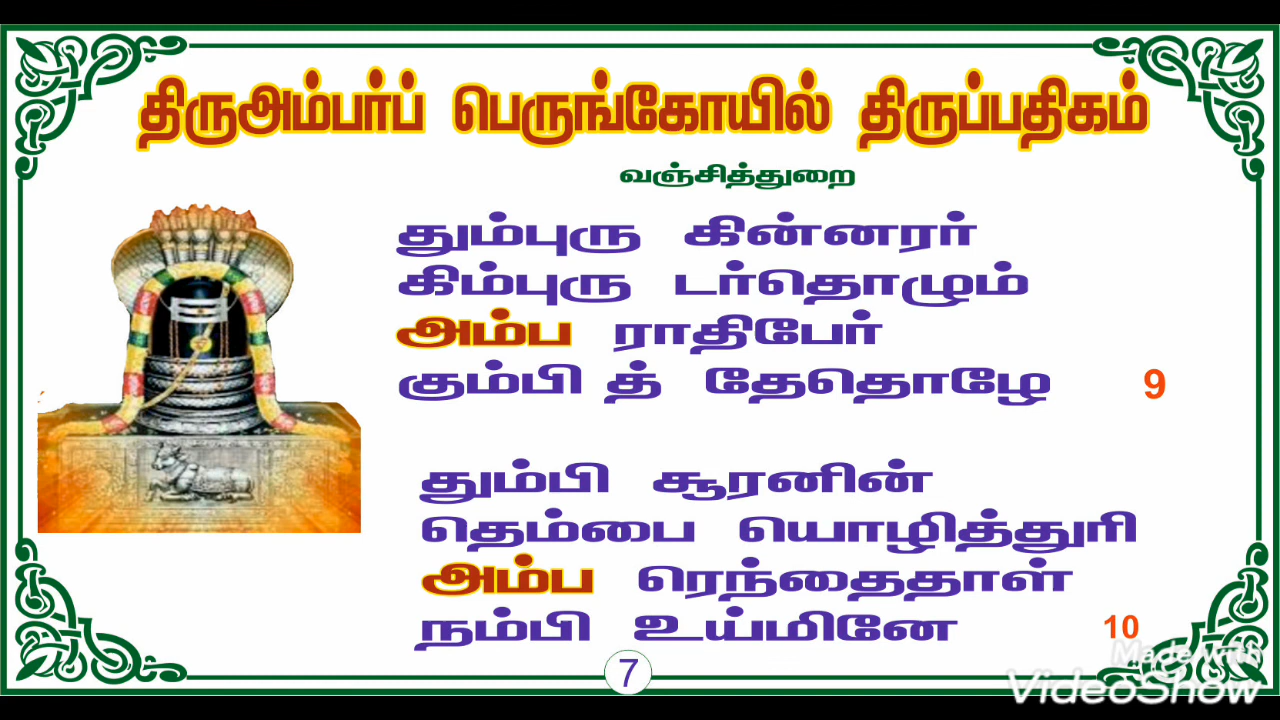 திருஅம்பர்ப் பெருங்கோயில் திருப்பதிகம்
வஞ்சித்துறை
தும்புரு கின்னரர்
கிம்புரு டர்தொழும்
அம்ப ராதிபேர்
கும்பி த் தேதொழே 9
தும்பி சூரனின்
தெம்பை யொழித்துரி
அம்ப ரெந்தைதாள்
நம்பி உய்மினே 10
7
Made with
VideoShow